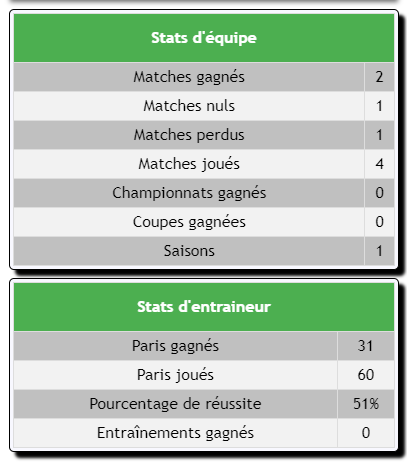 Stats d'équipe
Matches gagnés 2
Matches nuls 1
Matches perdus 1
Matches joués 4
Championnats gagnés 0
Coupes gagnées 0
Saisons 1
Stats d'entraineur
Paris gagnés 31
Paris joués 60
Pourcentage de réussite 51%
Entraînements gagnés 0